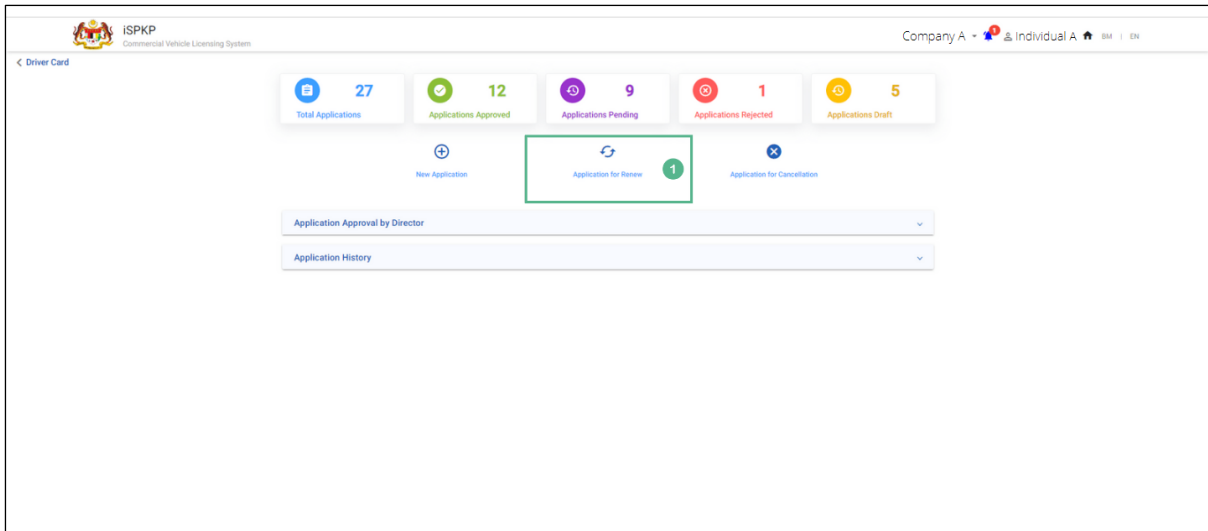 iSPKP
Commercial Vehicle Licensing System
Company A 1 Individual A BM | EN
Driver Card
27 12 9 1 5
Total Applications Applications Approved Applications Pending Applications Rejected Applications Draft
1
New Application Application for Renew Application for Cancellation
Application Approval by Director
Application History